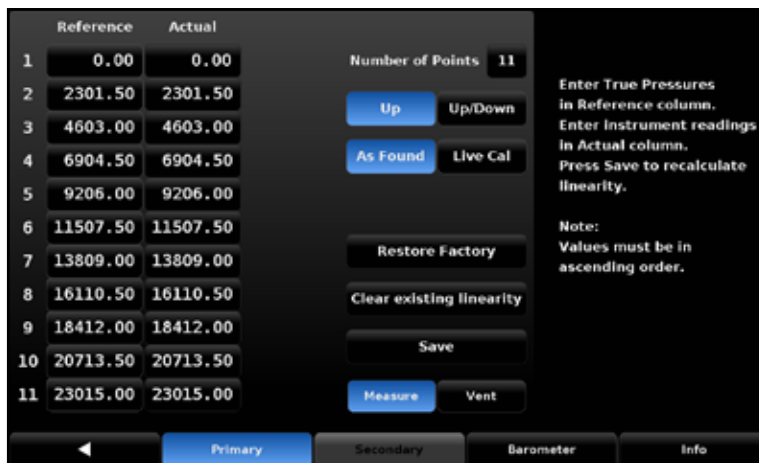 Reference Actual
1 0.00 0.00 Number of Points 11
2 2301.50 2301.50
3 4603.00 4603.00
4 6904.50 6904.50
5 9206.00 9206.00
6 11507.50 11507.50
7 13809.00 13809.00
8 16110.50 16110.50
9 18412.00 18412.00
10 20713.50 20713.50
11 23015.00 23015.00
Up Up/Down
As Found Live Cal
Restore Factory
Clear existing linearity
Save
Measure Vent
Enter True Pressures
in Reference column.
Enter instrument readings
in Actual column.
Press Save to recalculate
linearity.
Note:
Values must be in
ascending order.
Primary Secondary Barometer Info